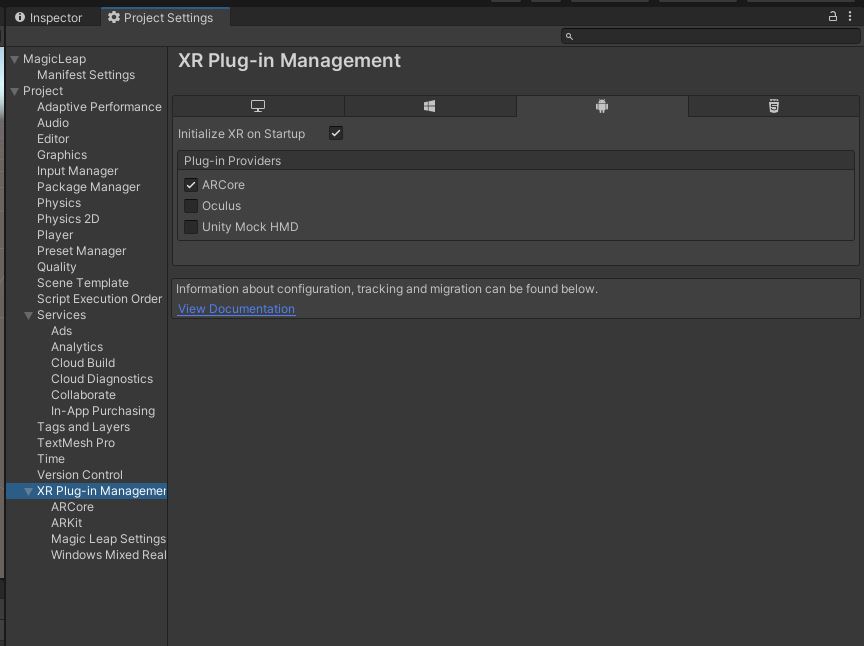 Inspector
Project Settings
MagicLeap
Manifest Settings
Project
Adaptive Performance
Audio
Editor
Graphics
Input Manager
Package Manager
Physics
Physics 2D
Player
Preset Manager
Quality
Scene Template
Script Execution Order
Services
Ads
Analytics
Cloud Build
Cloud Diagnostics
Collaborate
In-App Purchasing
Tags and Layers
TextMesh Pro
Time
Version Control
XR Plug-in Managemen
ARCore
ARKit
Magic Leap Settings
Windows Mixed Real
XR Plug-in Management
Initialize XR on Startup
Plug-in Providers
ARCore
Oculus
Unity Mock HMD
Information about configuration, tracking and migration can be found below.
View Documentation